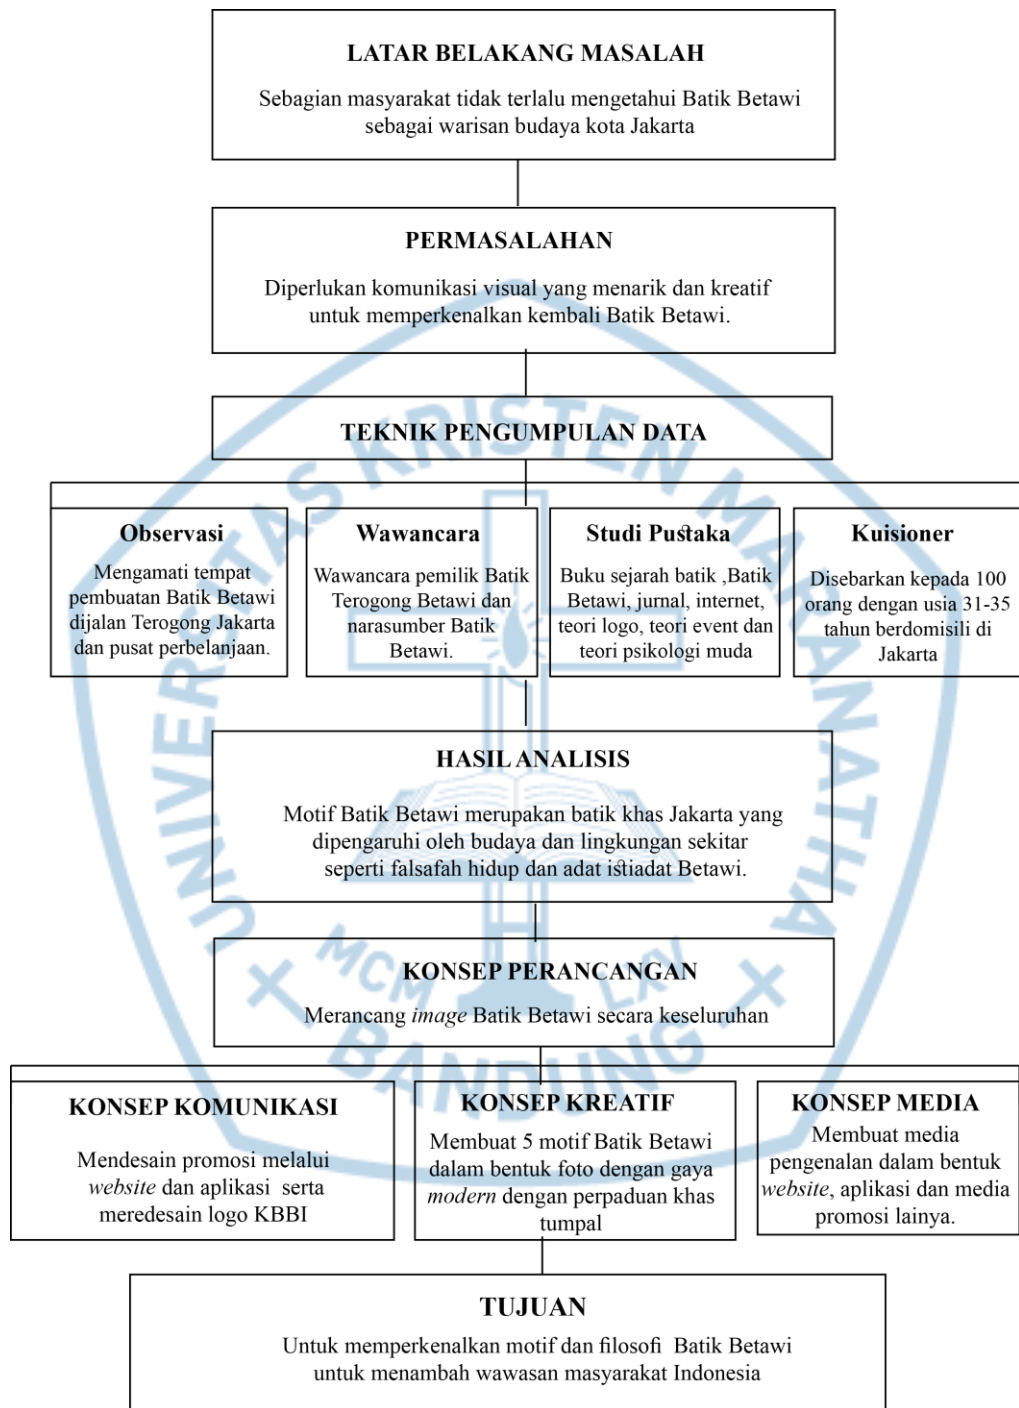 LATAR BELAKANG MASALAH
Sebagian masyarakat tidak terlalu mengetahui Batik Betawi
sebagai warisan budaya kota Jakarta
PERMASALAHAN
Diperlukan komunikasi visual yang menarik dan kreatif
untuk memperkenalkan kembali Batik Betawi.
TEKNIK PENGUMPULAN DATA
Observasi
Mengamati tempat
pembuatan Batik Betawi
dijalan Terogong Jakarta
dan pusat perbelanjaan.
Wawancara
Wawancara pemilik Batik
Terogong Betawi dan
narasumber Batik
Betawi.
Studi Pustaka
Buku sejarah batik ,Batik
Betawi, jurnal, internet,
teori logo, teori event dan
teori psikologi muda
Kuisioner
Disebarkan kepada 100
orang dengan usia 31-35
tahun berdomisili di
Jakarta
HASIL ANALISIS
Motif Batik Betawi merupakan batik khas Jakarta yang
dipengaruhi oleh budaya dan lingkungan sekitar
seperti falsafah hidup dan adat istiadat Betawi.
KONSEP PERANCANGAN
Merancang image Batik Betawi secara keseluruhan
KONSEP KOMUNIKASI
Mendesain promosi melalui
website dan aplikasi serta
meredesain logo KBBI
KONSEP KREATIF
Membuat 5 motif Batik Betawi
dalam bentuk foto dengan gaya
modern dengan perpaduan khas
tumpal
KONSEP MEDIA
Membuat media
pengenalan dalam bentuk
website, aplikasi dan media
promosi lainya.
TUJUAN
Untuk memperkenalkan motif dan filosofi Batik Betawi
untuk menambah wawasan masyarakat Indonesia
UNIVERSITAS KRISTEN MARANATHA
MCM LXV
BANDUNG